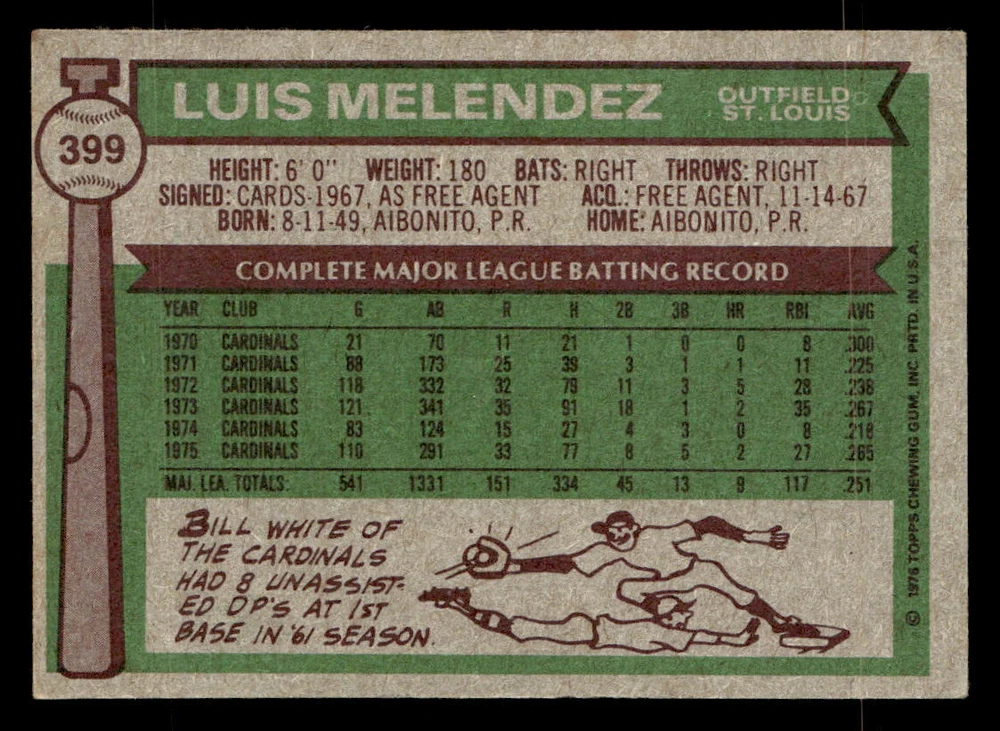 T
399
LUIS MELENDEZ
OUTFIELD
ST. LOUIS
HEIGHT: 6' 0" WEIGHT: 180 BATS: RIGHT THROWS: RIGHT
SIGNED: CARDS-1967, AS FREE AGENT ACQ.: FREE AGENT, 11-14-67
BORN: 8-11-49, AIBONITO, P.R. HOME: AIBONITO, P.R.
COMPLETE MAJOR LEAGUE BATTING RECORD
YEAR CLUB G AB R H 2B 3B HR RBI AVG
1970 CARDINALS 21 70 11 21 1 0 0 8 .300
1971 CARDINALS 88 173 25 39 3 1 1 11 .225
1972 CARDINALS 118 332 32 79 11 3 5 28 .238
1973 CARDINALS 121 341 35 91 18 1 2 35 .267
1974 CARDINALS 83 124 15 27 4 3 0 8 .218
1975 CARDINALS 110 291 33 77 8 5 2 27 .265
MAJ. LEA. TOTALS: 541 1331 151 334 45 13 9 117 .251
BILL WHITE OF
THE CARDINALS
HAD 8 UNASSIST-
ED DP'S AT 1ST
BASE IN '61 SEASON.
© 1976 TOPPS CHEWING GUM, INC. PRTD. IN U.S.A.